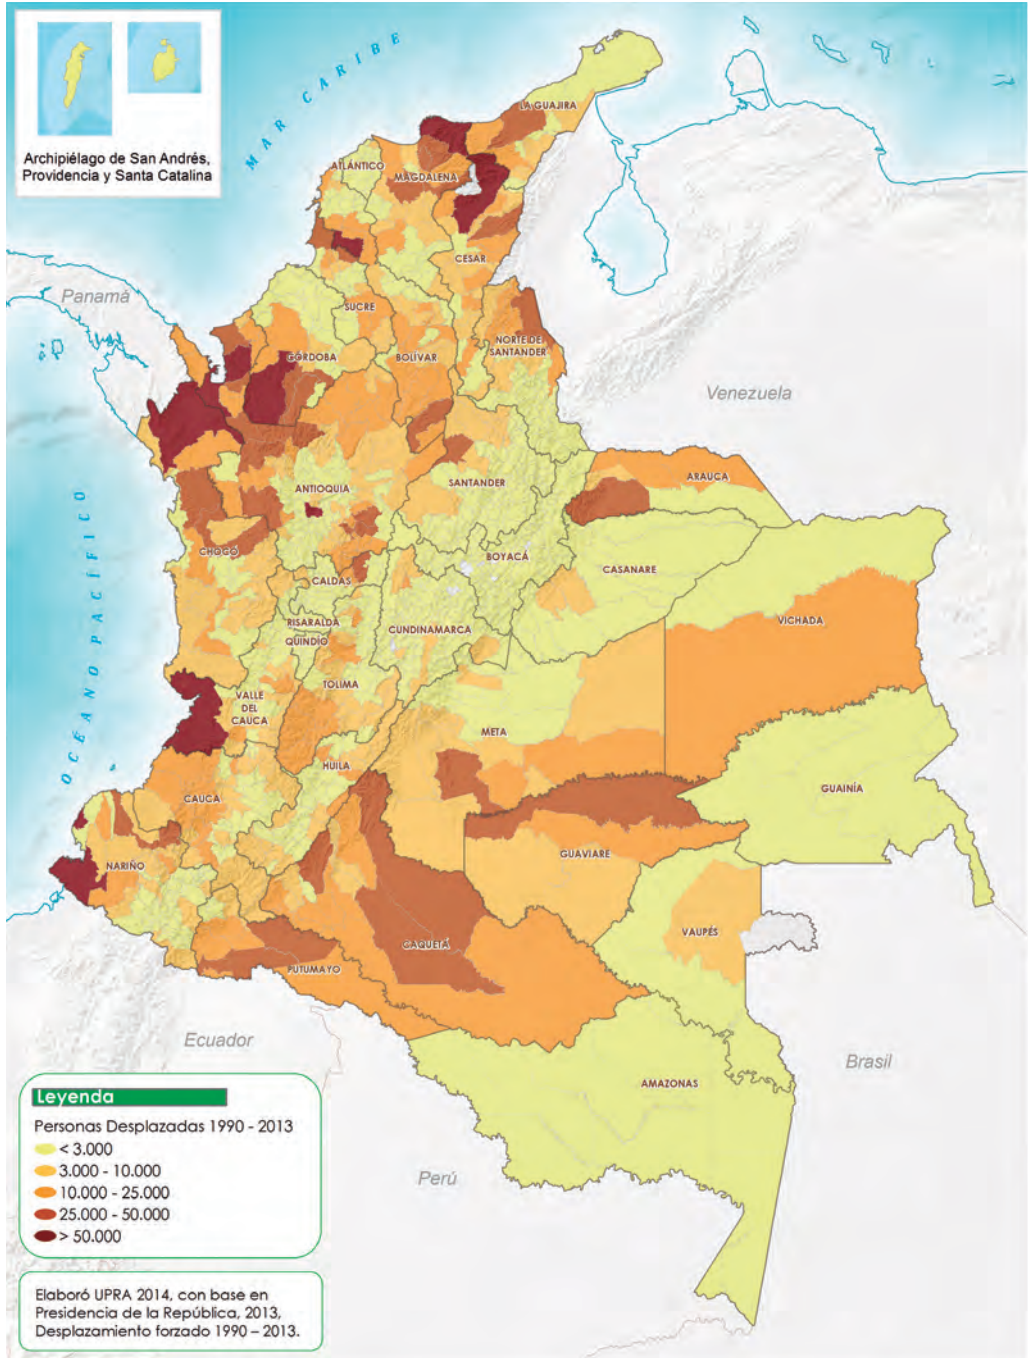 Archipiélago de San Andrés,
Providencia y Santa Catalina
MAR CARIBE
LA GUAJIRA
ATLÁNTICO
MAGDALENA
CESAR
Panamá
SUCRE
NORTE DE
SANTANDER
CÓRDOBA
BOLÍVAR
Venezuela
ARAUCA
SANTANDER
ANTIOQUIA
OCÉANO PACÍFICO
CHOCÓ
BOYACÁ
CASANARE
CALDAS
RISARALDA
QUINDÍO
CUNDINAMARCA
VICHADA
TOLIMA
VALLE
DEL
CAUCA
META
HUILA
GUAINÍA
CAUCA
GUAVIARE
NARIÑO
VAUPÉS
CAQUETÁ
PUTUMAYO
Ecuador
Brasil
AMAZONAS
Perú
Leyenda
Personas Desplazadas 1990 - 2013
< 3.000
3.000 - 10.000
10.000 - 25.000
25.000 - 50.000
> 50.000
Elaboró UPRA 2014, con base en
Presidencia de la República, 2013,
Desplazamiento forzado 1990 – 2013.